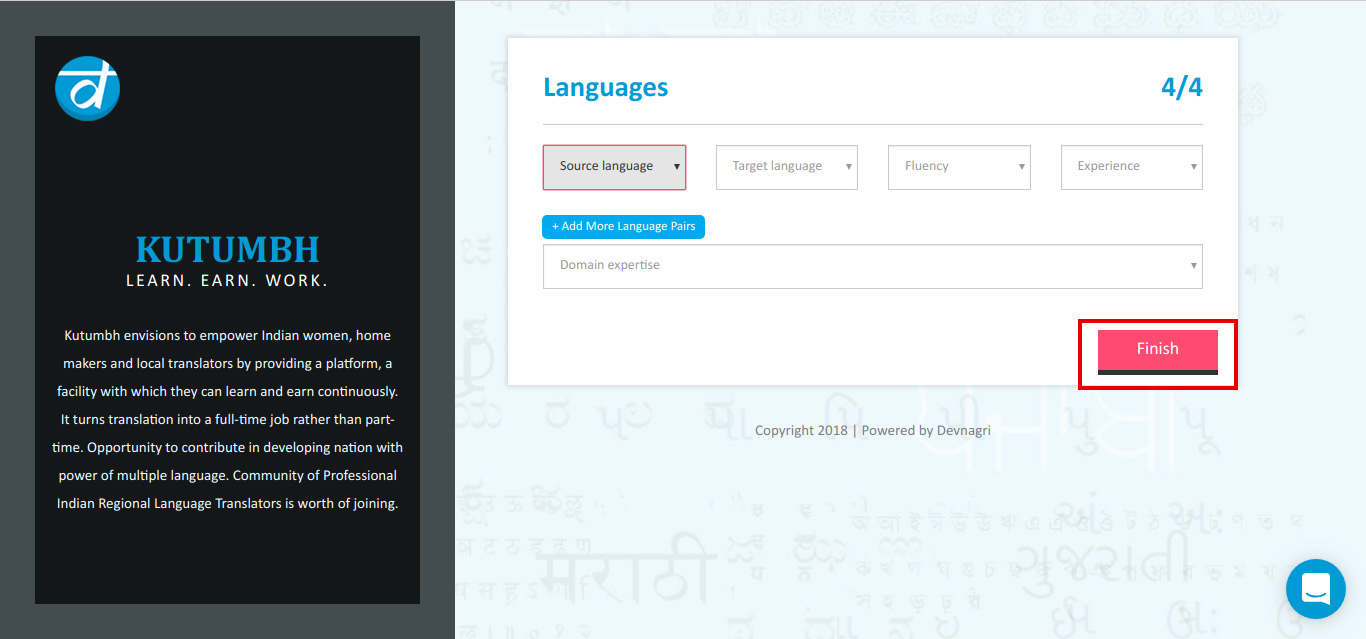 Languages
4/4
Source language
Target language
Fluency
Experience
+ Add More Language Pairs
Domain expertise
Finish
Copyright 2018 | Powered by Devnagri
KUTUMBH
LEARN. EARN. WORK.
Kutumbh envisions to empower Indian women, home
makers and local translators by providing a platform, a
facility with which they can learn and earn continuously.
It turns translation into a full-time job rather than part-
time. Opportunity to contribute in developing nation with
power of multiple language. Community of Professional
Indian Regional Language Translators is worth of joining.
मराठी
ગુજરાતી